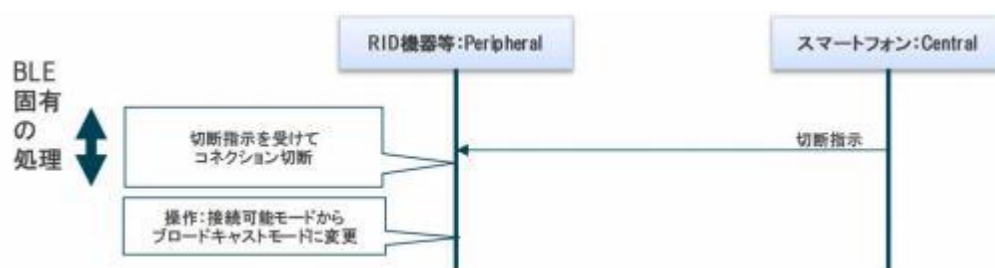 RID機器等:Peripheral
スマートフォン:Central
BLE
固有
の
処理
切断指示を受けて
コネクション切断
切断指示
操作:接続可能モードから
ブロードキャストモードに変更